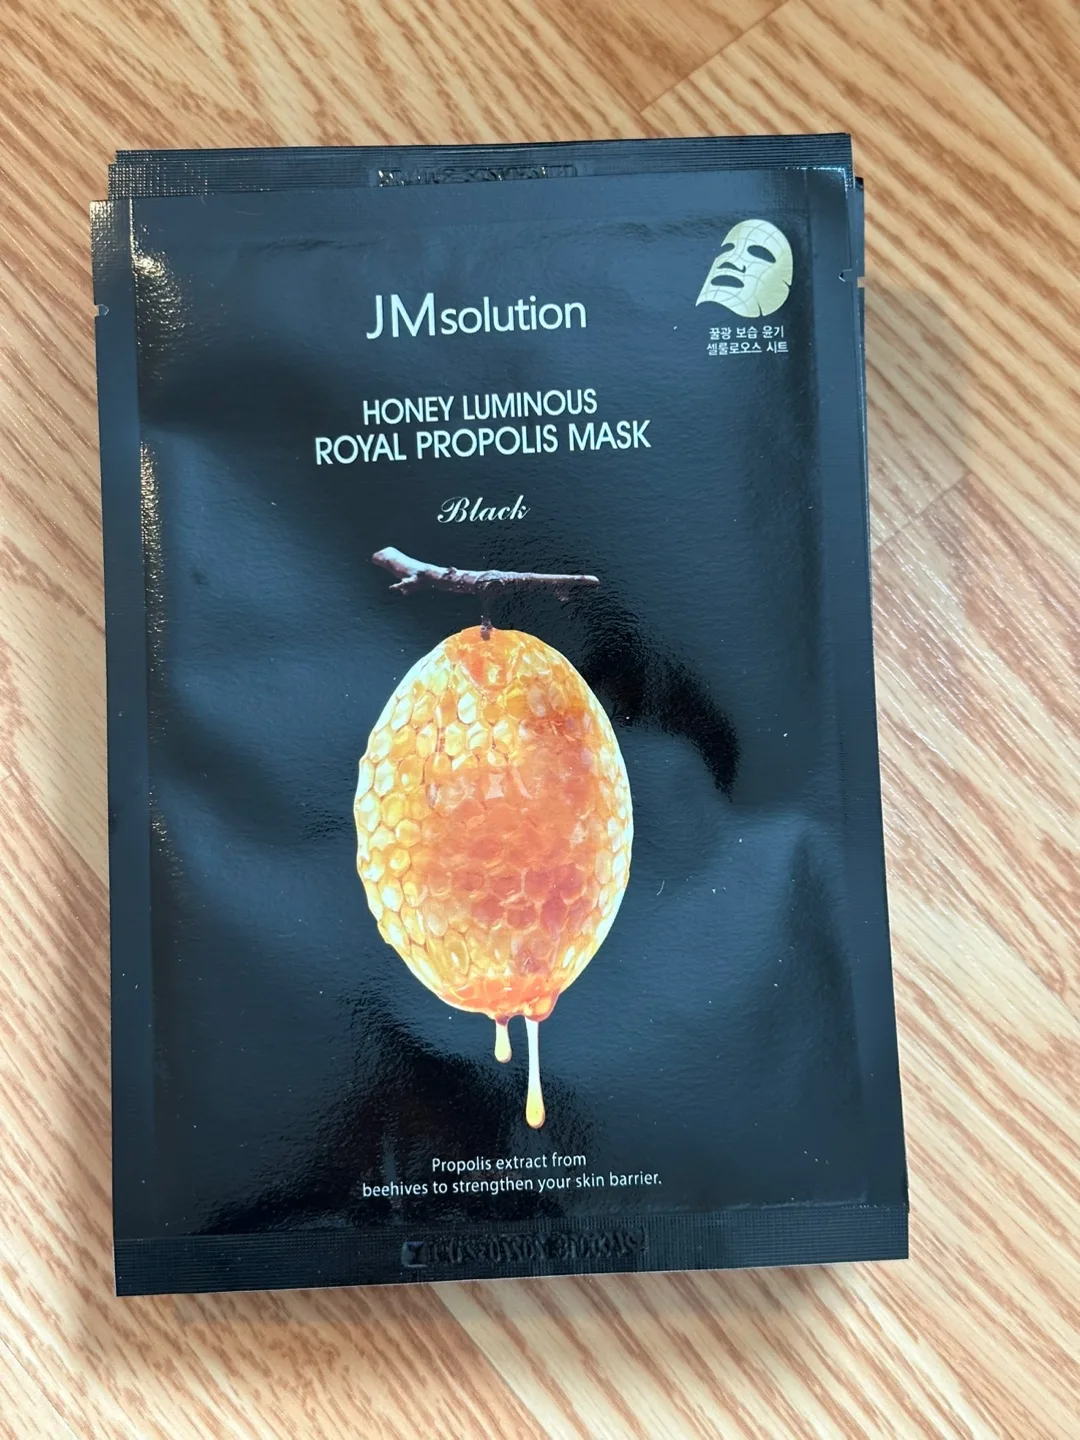 JMsolution
꿀광 보습 윤기
셀룰로오스 시트
HONEY LUMINOUS
ROYAL PROPOLIS MASK
Black
Propolis extract from
beehives to strengthen your skin barrier.